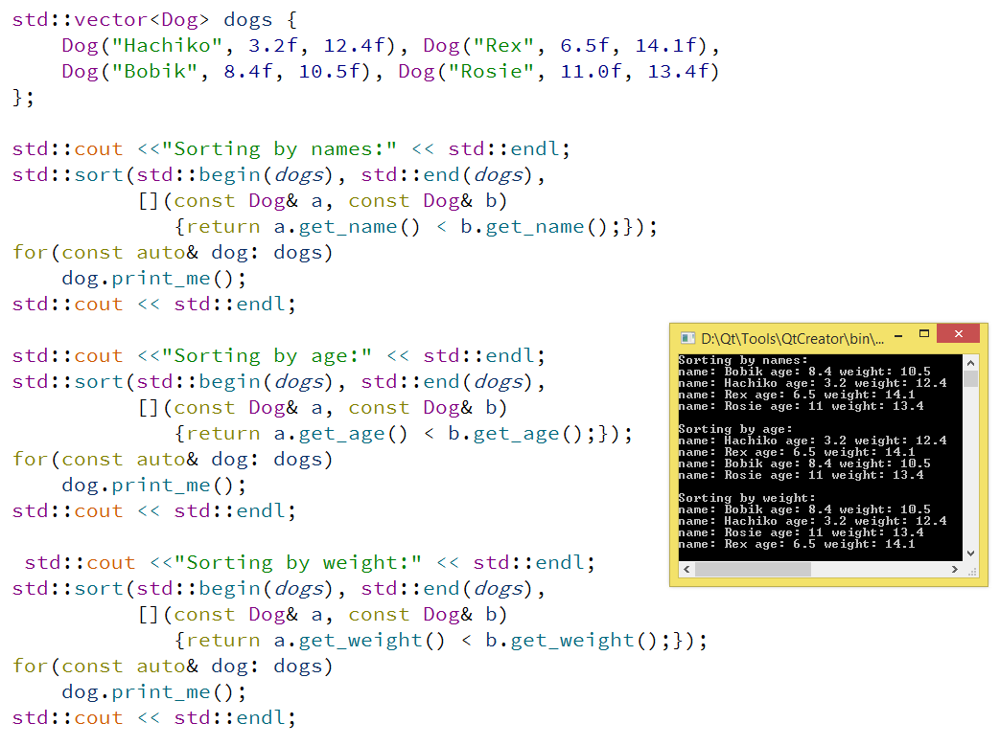 std::vector<Dog> dogs {
    Dog("Hachiko", 3.2f, 12.4f), Dog("Rex", 6.5f, 14.1f),
    Dog("Bobik", 8.4f, 10.5f), Dog("Rosie", 11.0f, 13.4f)
};

std::cout <<"Sorting by names:" << std::endl;
std::sort(std::begin(dogs), std::end(dogs),
          [](const Dog& a, const Dog& b)
             {return a.get_name() < b.get_name();});
for(const auto& dog: dogs)
    dog.print_me();
std::cout << std::endl;

std::cout <<"Sorting by age:" << std::endl;
std::sort(std::begin(dogs), std::end(dogs),
          [](const Dog& a, const Dog& b)
             {return a.get_age() < b.get_age();});
for(const auto& dog: dogs)
    dog.print_me();
std::cout << std::endl;

 std::cout <<"Sorting by weight:" << std::endl;
std::sort(std::begin(dogs), std::end(dogs),
          [](const Dog& a, const Dog& b)
             {return a.get_weight() < b.get_weight();});
for(const auto& dog: dogs)
    dog.print_me();
std::cout << std::endl;

D:\Qt\Tools\QtCreator\bin\...
Sorting by names:
name: Bobik age: 8.4 weight: 10.5
name: Hachiko age: 3.2 weight: 12.4
name: Rex age: 6.5 weight: 14.1
name: Rosie age: 11 weight: 13.4

Sorting by age:
name: Hachiko age: 3.2 weight: 12.4
name: Rex age: 6.5 weight: 14.1
name: Bobik age: 8.4 weight: 10.5
name: Rosie age: 11 weight: 13.4

Sorting by weight:
name: Bobik age: 8.4 weight: 10.5
name: Hachiko age: 3.2 weight: 12.4
name: Rosie age: 11 weight: 13.4
name: Rex age: 6.5 weight: 14.1